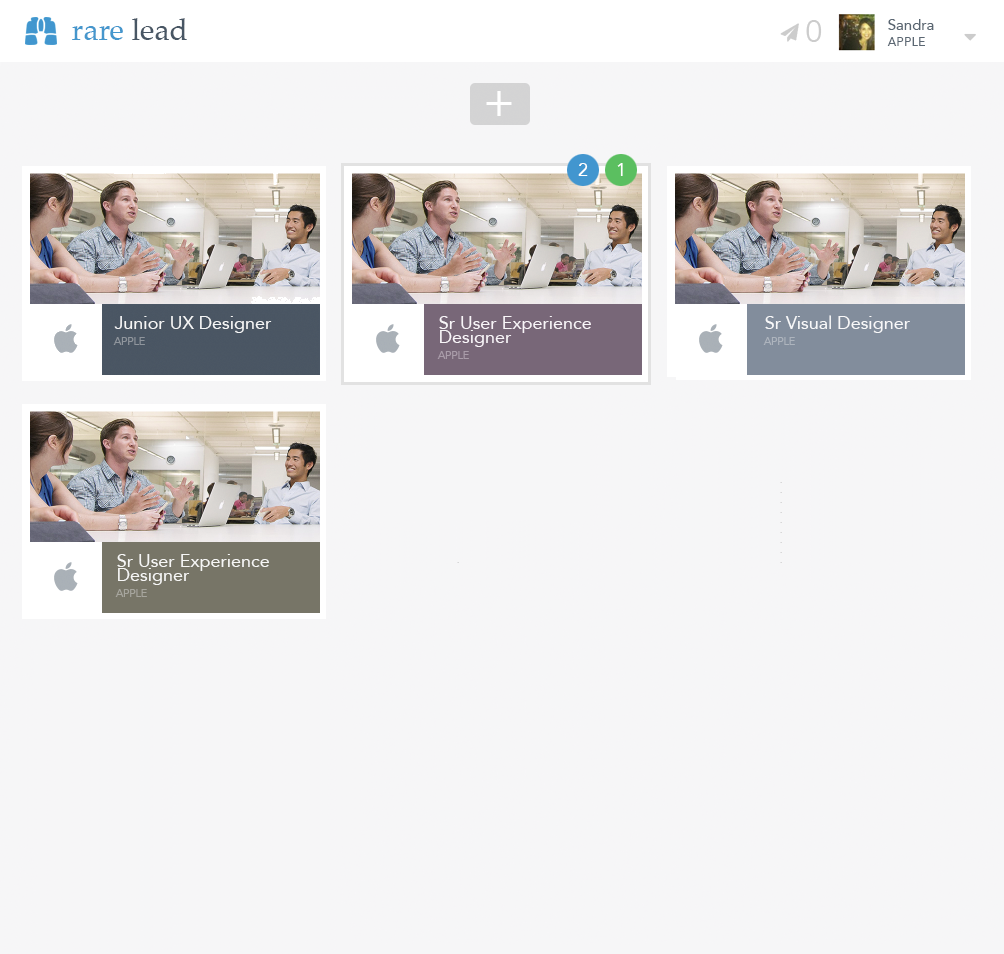 rare lead
0
Sandra
APPLE
2
1
Junior UX Designer
APPLE
Sr User Experience
Designer
APPLE
Sr Visual Designer
APPLE
Sr User Experience
Designer
APPLE